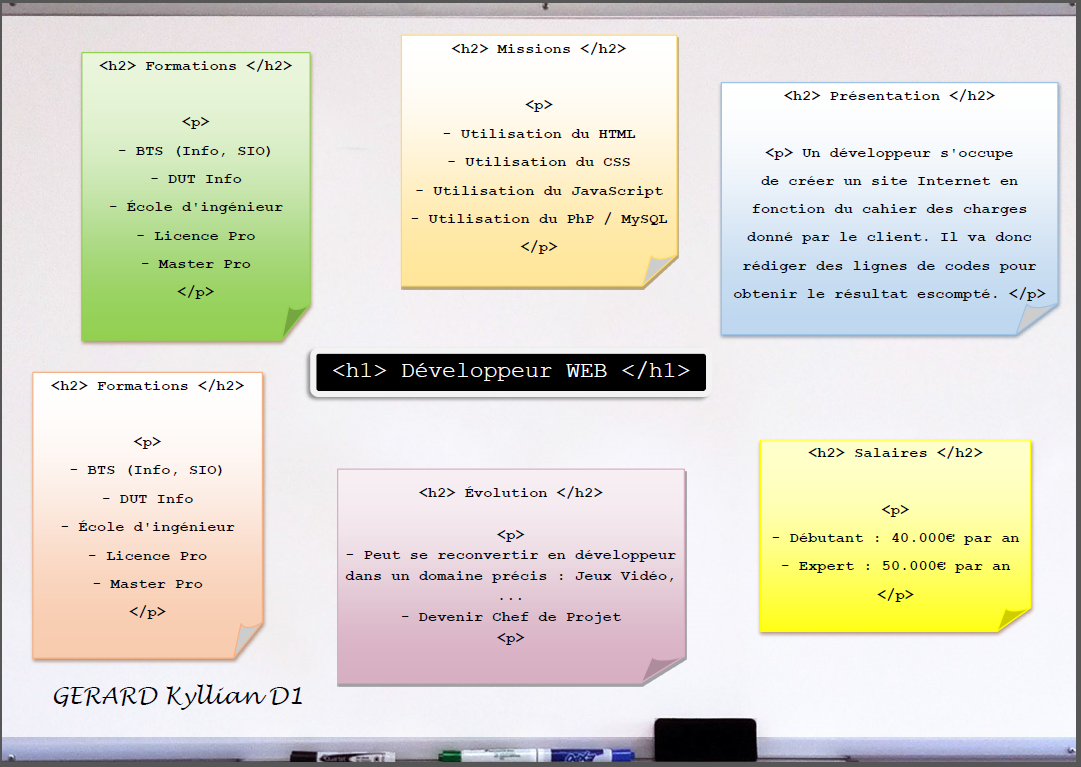 <h2> Formations </h2>
<p>
- BTS (Info, SIO)
- DUT Info
- École d'ingénieur
- Licence Pro
- Master Pro
</p>
<h2> Missions </h2>
<p>
- Utilisation du HTML
- Utilisation du CSS
- Utilisation du JavaScript
- Utilisation du PhP / MySQL
</p>
<h2> Présentation </h2>
<p> Un développeur s'occupe
de créer un site Internet en
fonction du cahier des charges
donné par le client. Il va donc
rédiger des lignes de codes pour
obtenir le résultat escompté. </p>
<h1> Développeur WEB </h1>
<h2> Formations </h2>
<p>
- BTS (Info, SIO)
- DUT Info
- École d'ingénieur
- Licence Pro
- Master Pro
</p>
<h2> Évolution </h2>
<p>
- Peut se reconvertir en développeur
dans un domaine précis : Jeux Vidéo,
...
- Devenir Chef de Projet
<p>
<h2> Salaires </h2>
<p>
- Débutant : 40.000€ par an
- Expert : 50.000€ par an
</p>
GERARD Kyllian D1